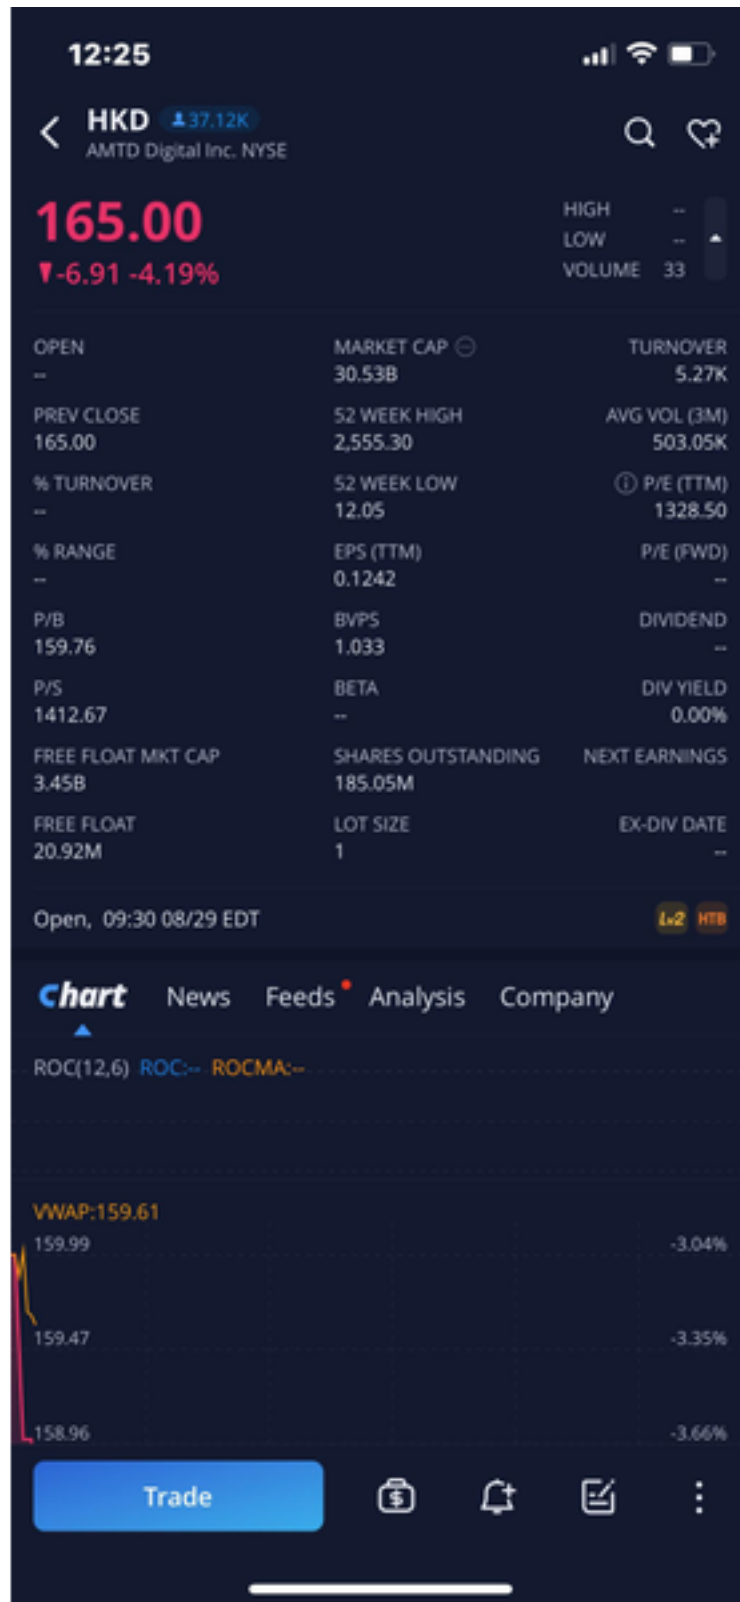 12:25
HKD 37.12K
AMTD Digital Inc. NYSE
165.00
-6.91 -4.19%
HIGH --
LOW --
VOLUME 33
OPEN MARKET CAP TURNOVER
-- 30.53B 5.27K
PREV CLOSE 52 WEEK HIGH AVG VOL (3M)
165.00 2,555.30 503.05K
% TURNOVER 52 WEEK LOW P/E (TTM)
-- 12.05 1328.50
% RANGE EPS (TTM) P/E (FWD)
-- 0.1242 --
P/B BVPS DIVIDEND
159.76 1.033 --
P/S BETA DIV YIELD
1412.67 -- 0.00%
FREE FLOAT MKT CAP SHARES OUTSTANDING NEXT EARNINGS
3.45B 185.05M
FREE FLOAT LOT SIZE EX-DIV DATE
20.92M 1 --
Open, 09:30 08/29 EDT Lv2 HTB
Chart News Feeds Analysis Company
ROC(12,6) ROC:-- ROCMA:--
VWAP:159.61
159.99 -3.04%
159.47 -3.35%
158.96 -3.66%
Trade